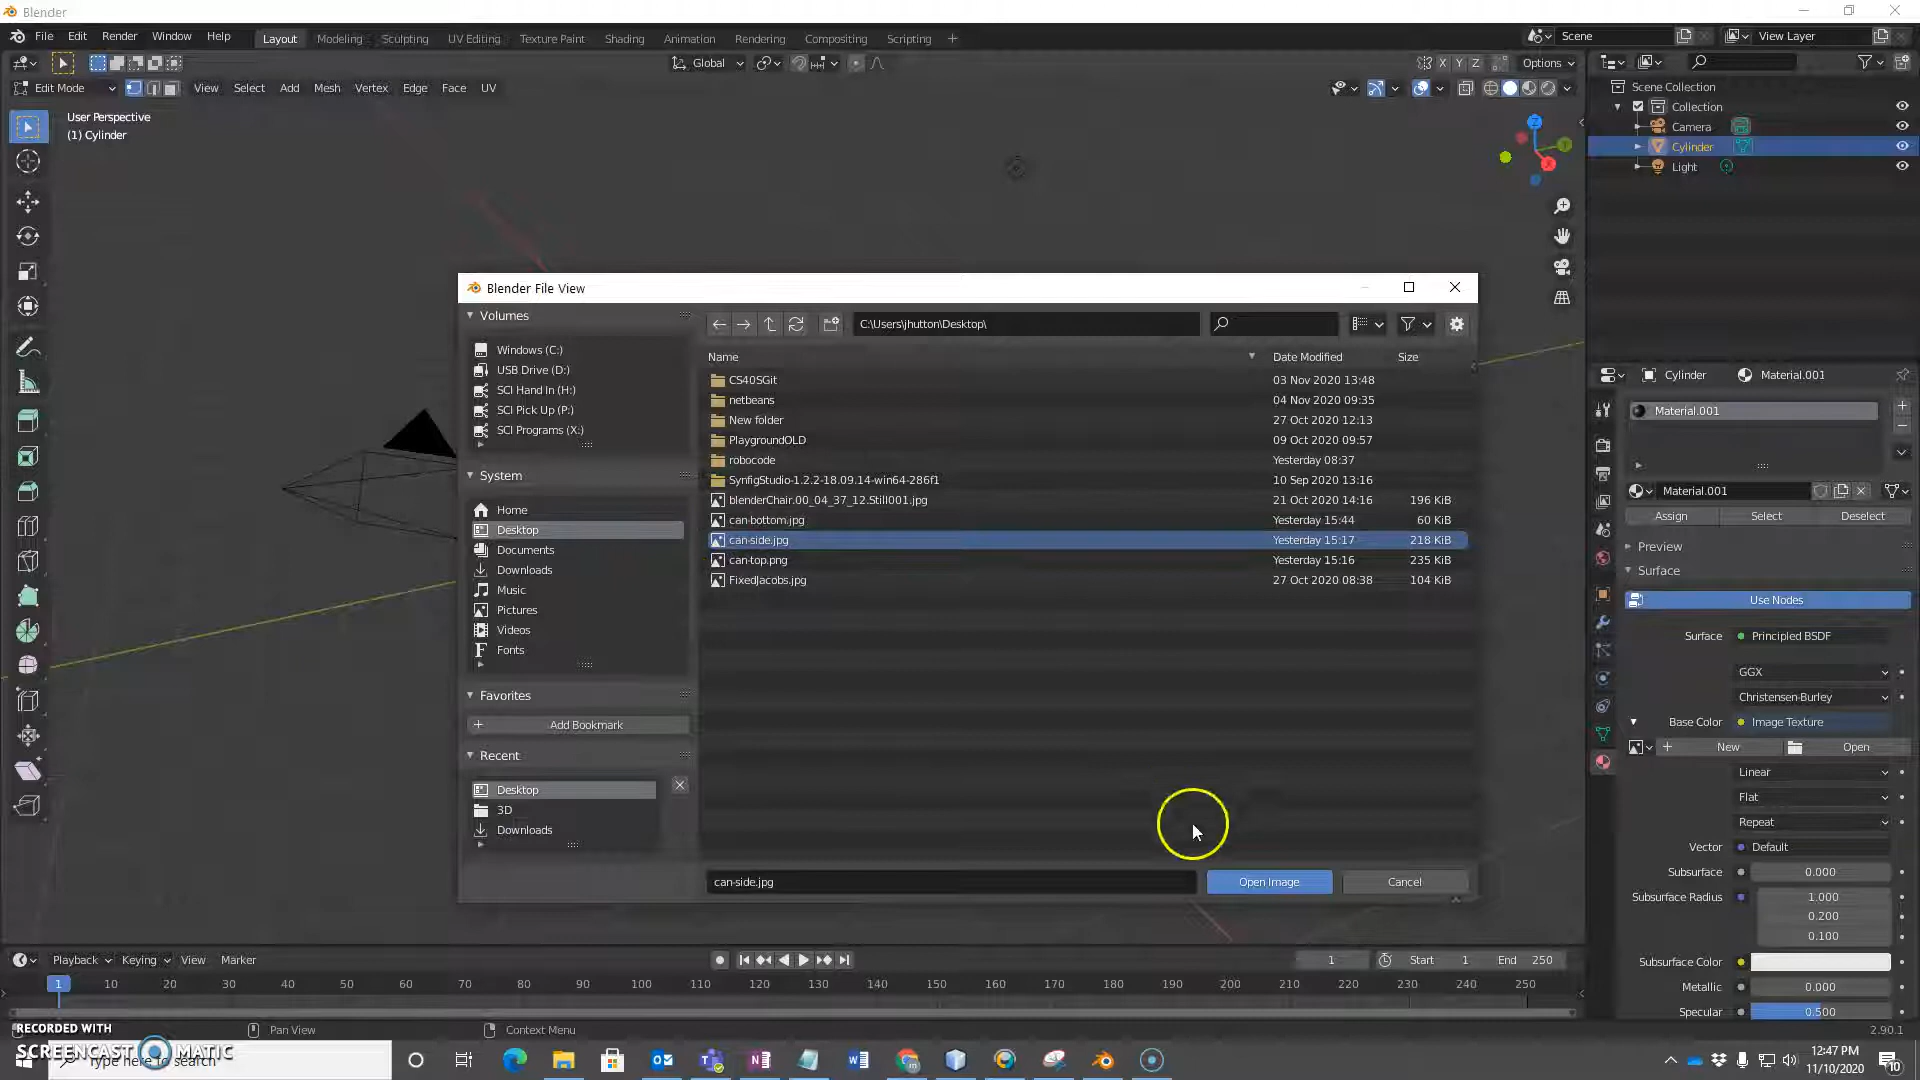 Blender
File Edit Render Window Help Layout Modeling Sculpting UV Editing Texture Paint Shading Animation Rendering Compositing Scripting + Scene View Layer
Global X Y Z Options
Edit Mode View Select Add Mesh Vertex Edge Face UV
User Perspective
(1) Cylinder
Scene Collection
Collection
Camera
Cylinder
Light
Blender File View
Volumes
Windows (C:)
USB Drive (D:)
SCI Hand In (H:)
SCI Pick Up (P:)
SCI Programs (X:)
System
Home
Desktop
Documents
Downloads
Music
Pictures
Videos
Fonts
Favorites
Add Bookmark
Recent
Desktop
3D
Downloads
C:\Users\jhutton\Desktop\
Name Date Modified Size
CS40SGit 03 Nov 2020 13:48
netbeans 04 Nov 2020 09:35
New folder 27 Oct 2020 12:13
PlaygroundOLD 09 Oct 2020 09:57
robocode Yesterday 08:37
SynfigStudio-1.2.2-18.09.14-win64-286f1 10 Sep 2020 13:16
blenderChair.00_04_37_12.Still001.jpg 21 Oct 2020 14:16 196 KiB
can-bottom.jpg Yesterday 15:44 60 KiB
can-side.jpg Yesterday 15:17 218 KiB
can-top.png Yesterday 15:16 235 KiB
FixedJacobs.jpg 27 Oct 2020 08:38 104 KiB
can-side.jpg Open Image Cancel
Cylinder Material.001
Material.001
Material.001
Assign Select Deselect
Preview
Surface
Use Nodes
Surface Principled BSDF
GGX
Christensen-Burley
Base Color Image Texture
New Open
Linear
Flat
Repeat
Vector Default
Subsurface 0.000
Subsurface Radius 1.000
0.200
0.100
Subsurface Color
Metallic 0.000
Specular 0.500
Playback Keying View Marker 1 Start 1 End 250
1 10 20 30 40 50 60 70 80 90 100 110 120 130 140 150 160 170 180 190 200 210 220 230 240 250
Pan View Context Menu 2.90.1
RECORDED WITH
SCREENCAST MATIC
Type here to search
12:47 PM
11/10/2020
10